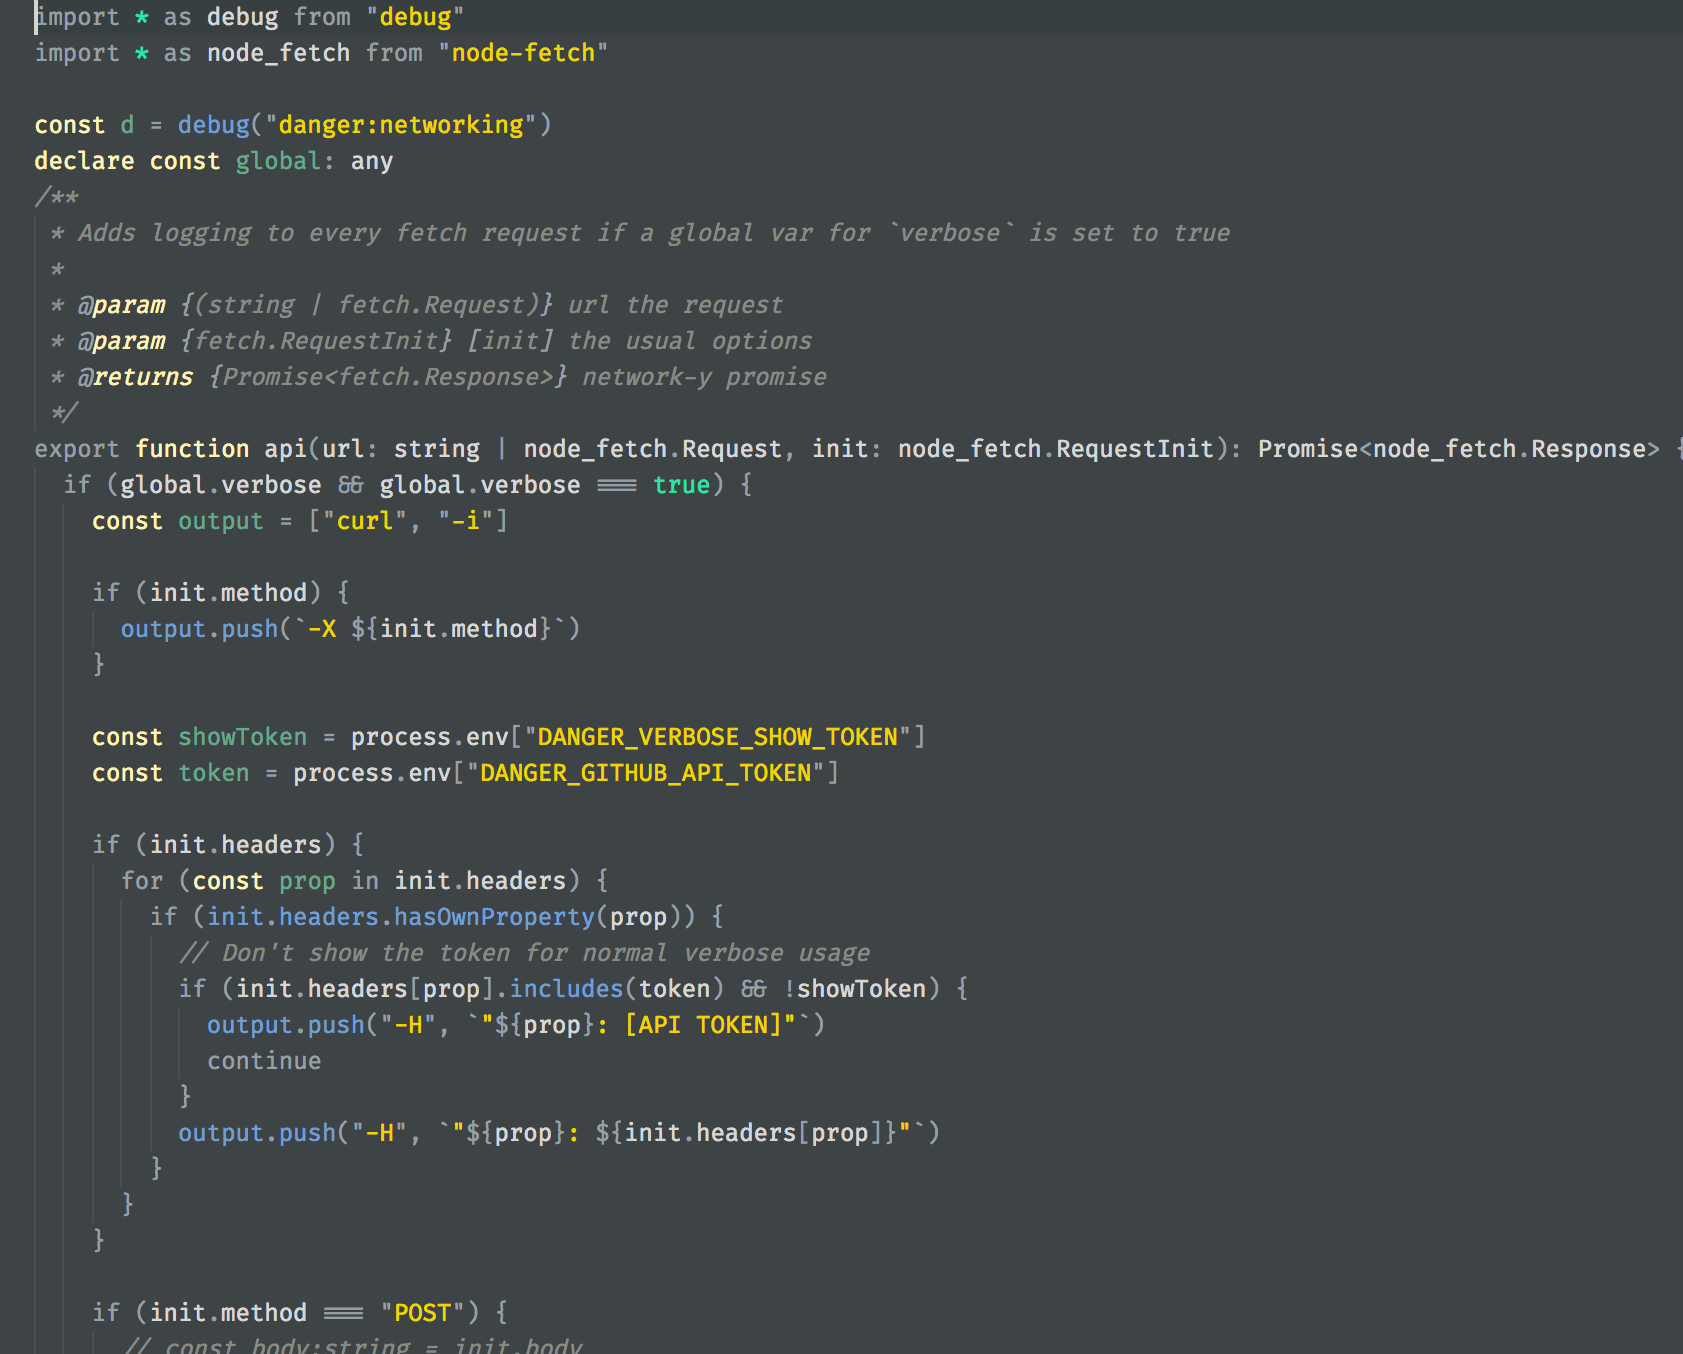 import * as debug from "debug"
import * as node_fetch from "node-fetch"

const d = debug("danger:networking")
declare const global: any
/**
 * Adds logging to every fetch request if a global var for `verbose` is set to true
 *
 * @param {(string | fetch.Request)} url the request
 * @param {fetch.RequestInit} [init] the usual options
 * @returns {Promise<fetch.Response>} network-y promise
 */
export function api(url: string | node_fetch.Request, init: node_fetch.RequestInit): Promise<node_fetch.Response> {
  if (global.verbose && global.verbose === true) {
    const output = ["curl", "-i"]

    if (init.method) {
      output.push(`-X ${init.method}`)
    }

    const showToken = process.env["DANGER_VERBOSE_SHOW_TOKEN"]
    const token = process.env["DANGER_GITHUB_API_TOKEN"]

    if (init.headers) {
      for (const prop in init.headers) {
        if (init.headers.hasOwnProperty(prop)) {
          // Don't show the token for normal verbose usage
          if (init.headers[prop].includes(token) && !showToken) {
            output.push("-H", `"${prop}: [API TOKEN]"`)
            continue
          }
          output.push("-H", `"${prop}: ${init.headers[prop]}"`)
        }
      }
    }

    if (init.method === "POST") {
      // const body:string = init.body